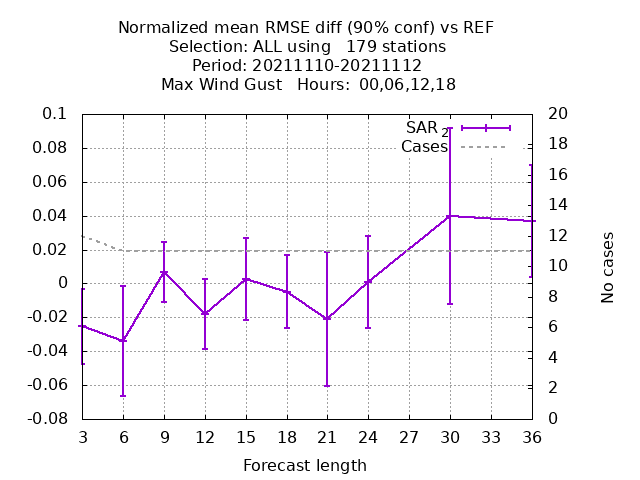 Normalized mean RMSE diff (90% conf) vs REF
Selection: ALL using   179 stations
Period: 20211110-20211112
Max Wind Gust   Hours:  00,06,12,18
SAR 2
Cases
0.1
0.08
0.06
0.04
0.02
0
-0.02
-0.04
-0.06
-0.08
20
18
16
14
12
10
8
6
4
2
0
No cases
3 6 9 12 15 18 21 24 27 30 33 36
Forecast length